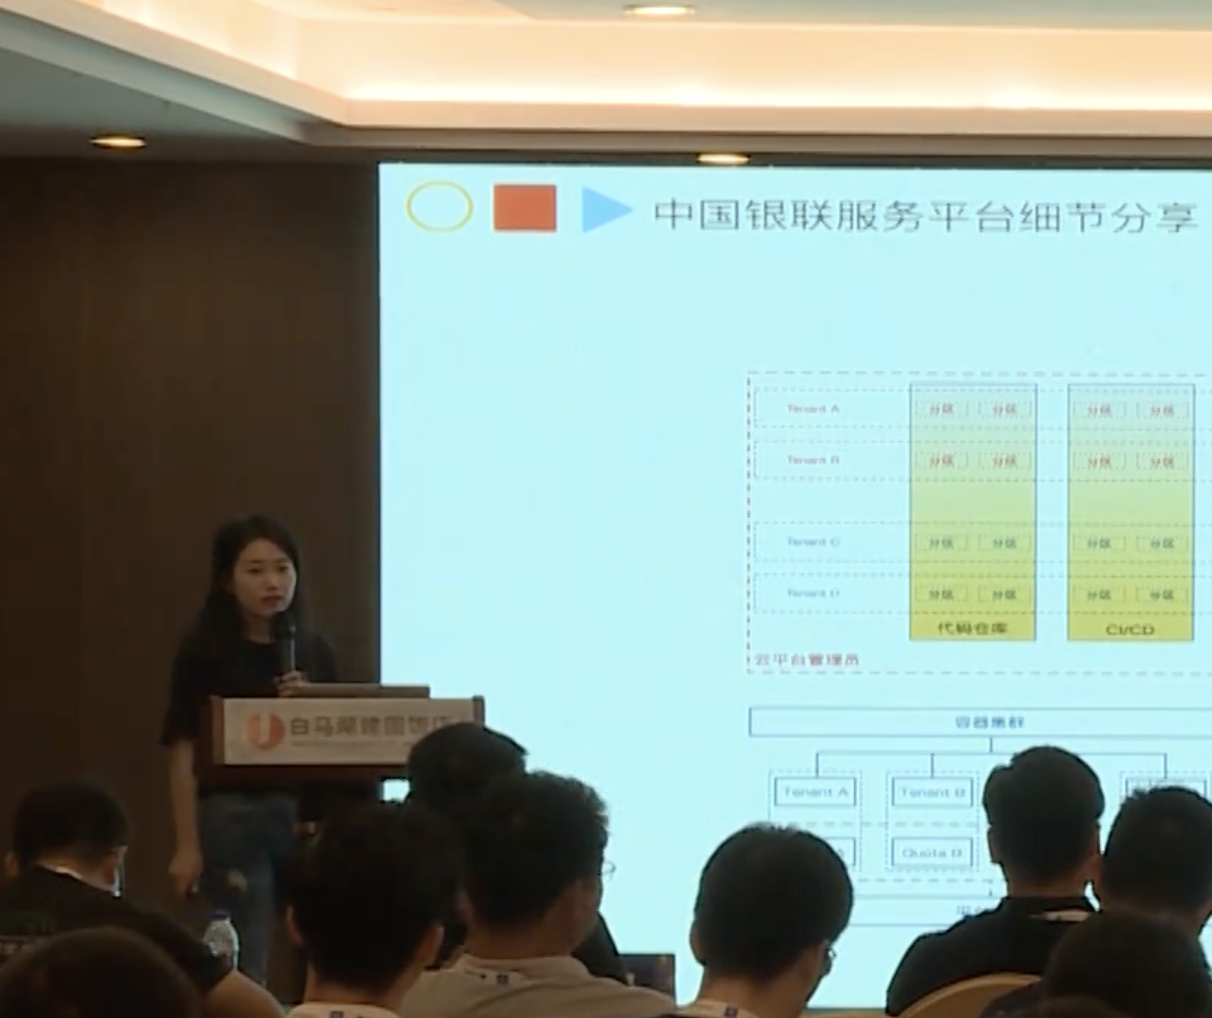 中国银联服务平台细节分享
Tenant A 分区 分区 分区 分区
Tenant B 分区 分区 分区 分区
Tenant C 分区 分区 分区 分区
Tenant D 分区 分区 分区 分区
代码仓库 CI/CD
云平台管理员
容器集群
Tenant A Tenant B
Quota B
白马湖建国饭店